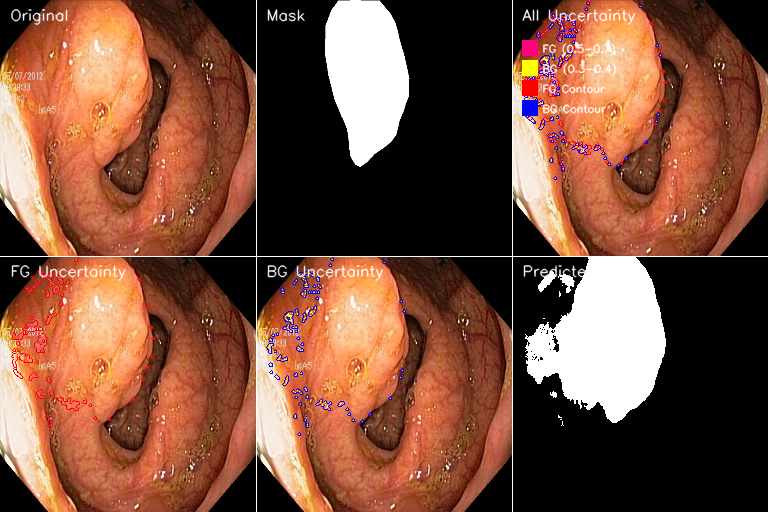 Original
Mask
All Uncertainty
FG (0.5-0.7)
BG (0.3-0.4)
FG Contour
BG Contour
FG Uncertainty
BG Uncertainty
Predicte